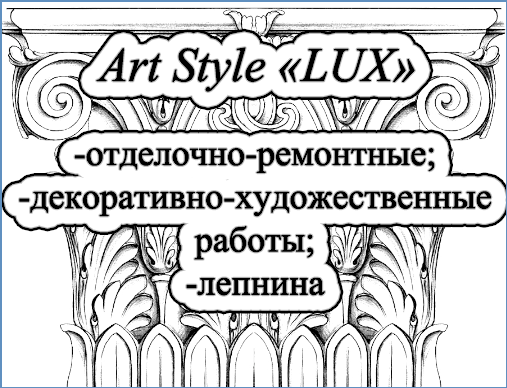 Art Style «LUX»
-отделочно-ремонтные;
-декоративно-художественные
работы;
-лепнина